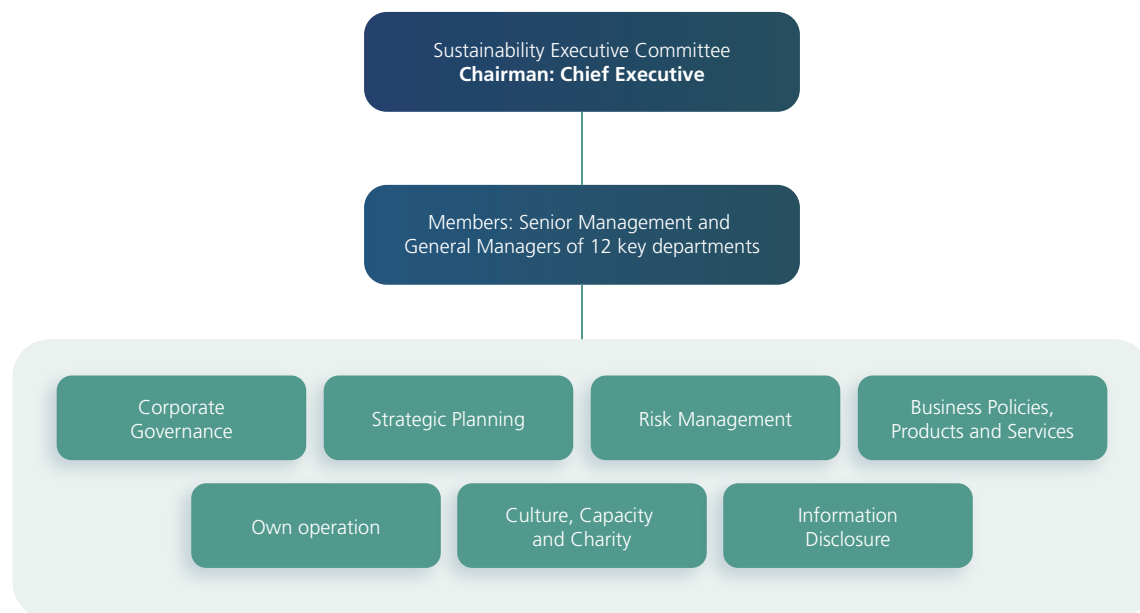 Sustainability Executive Committee
Chairman: Chief Executive
Members: Senior Management and
General Managers of 12 key departments
Corporate
Governance
Strategic Planning
Risk Management
Business Policies,
Products and Services
Own operation
Culture, Capacity
and Charity
Information
Disclosure